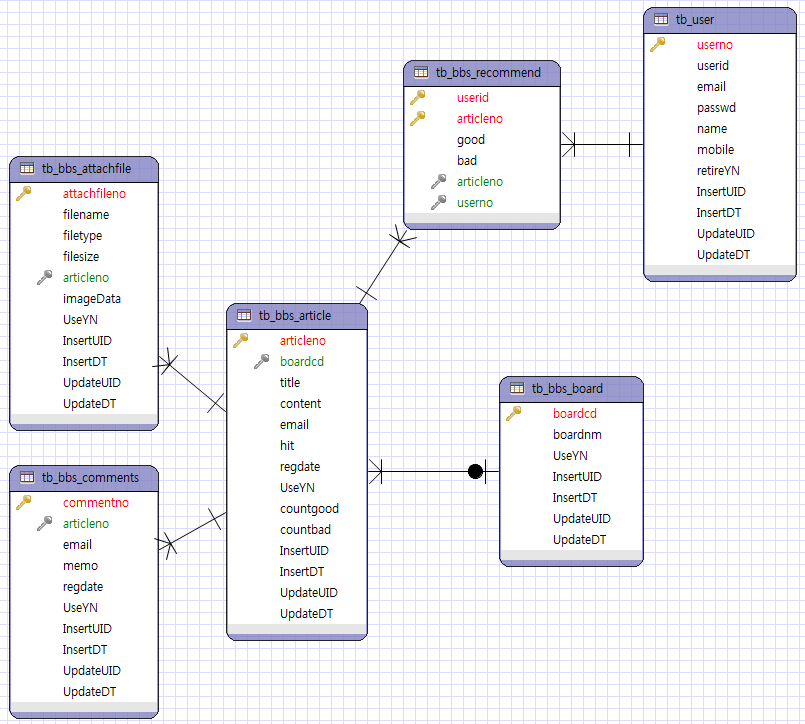 tb_user
userno
userid
email
passwd
name
mobile
retireYN
InsertUID
InsertDT
UpdateUID
UpdateDT
tb_bbs_recommend
userid
articleno
good
bad
articleno
userno
tb_bbs_attachfile
attachfileno
filename
filetype
filesize
articleno
imageData
UseYN
InsertUID
InsertDT
UpdateUID
UpdateDT
tb_bbs_article
articleno
boardcd
title
content
email
hit
regdate
UseYN
countgood
countbad
InsertUID
InsertDT
UpdateUID
UpdateDT
tb_bbs_board
boardcd
boardnm
UseYN
InsertUID
InsertDT
UpdateUID
UpdateDT
tb_bbs_comments
commentno
articleno
email
memo
regdate
UseYN
InsertUID
InsertDT
UpdateUID
UpdateDT